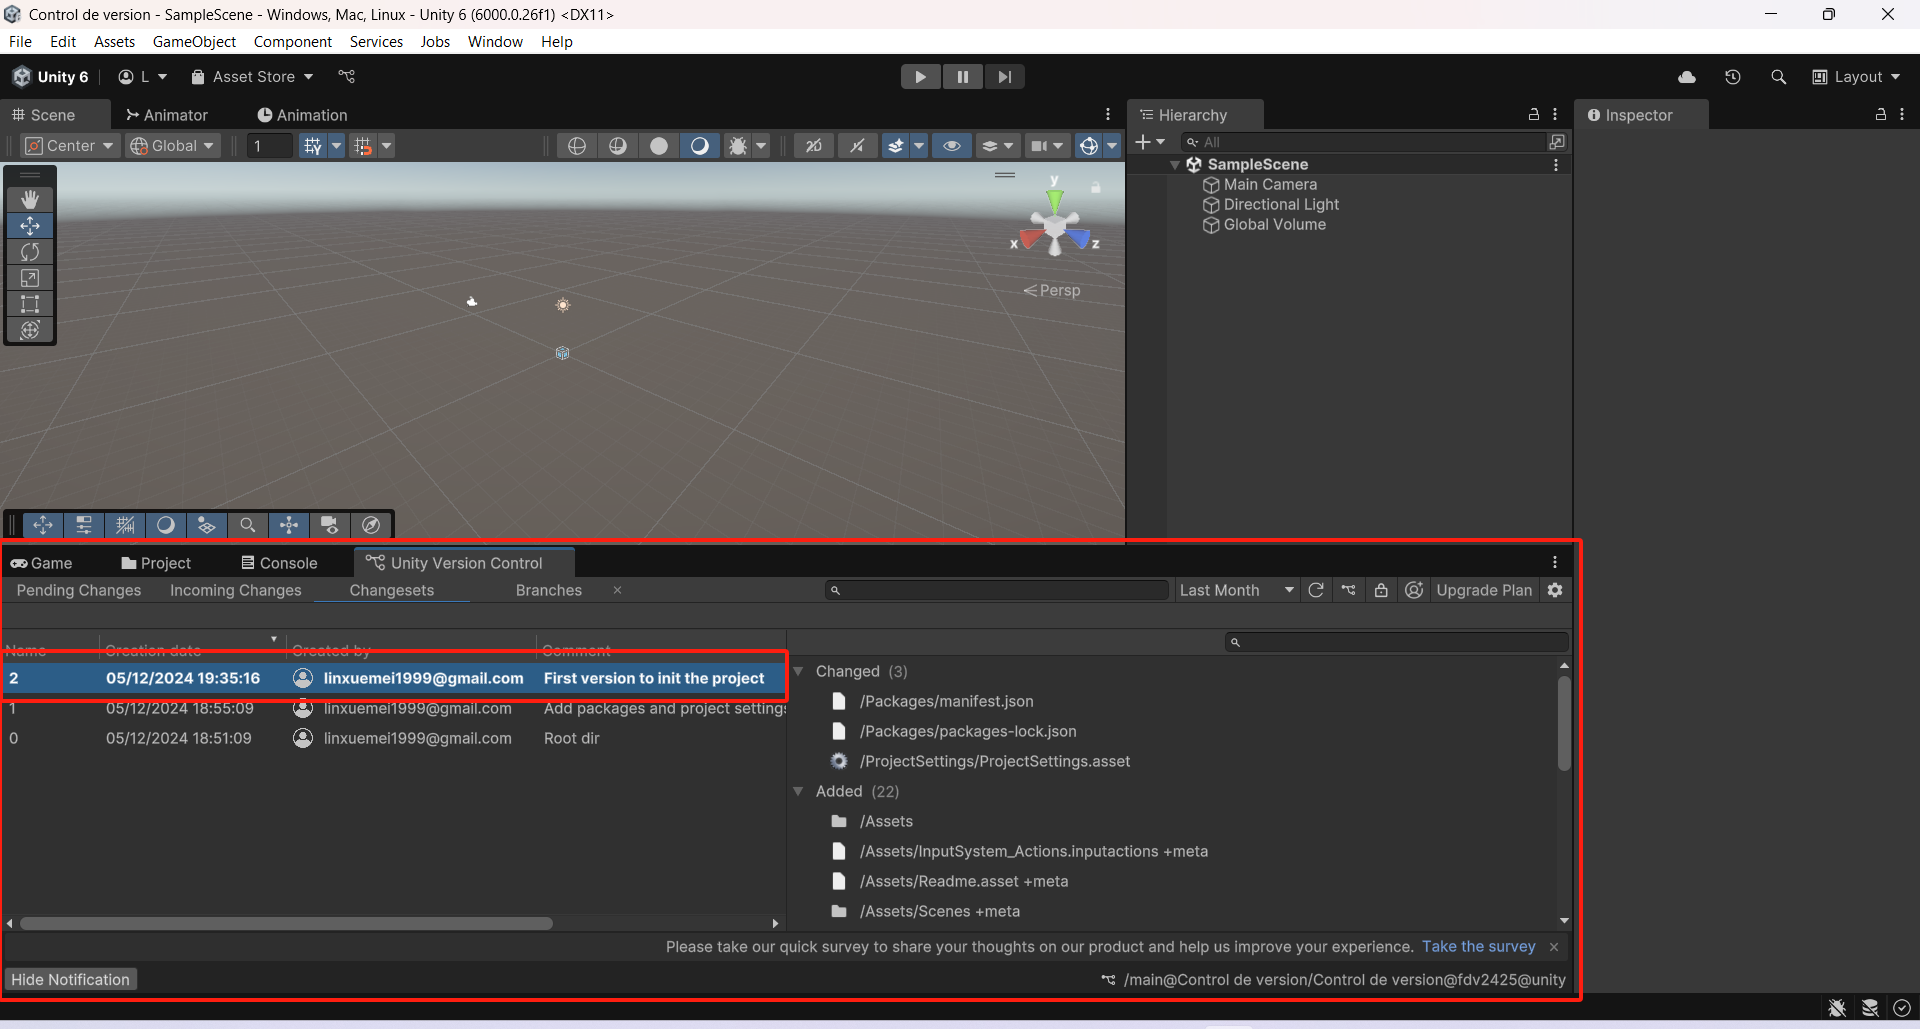 Control de version - SampleScene - Windows, Mac, Linux - Unity 6 (6000.0.26f1) <DX11>
File Edit Assets GameObject Component Services Jobs Window Help
Unity 6 L Asset Store Layout
Scene Animator Animation
Center Global 1
y
x z
Persp
Hierarchy
All
SampleScene
Main Camera
Directional Light
Global Volume
Inspector
Game Project Console Unity Version Control
Pending Changes Incoming Changes Changesets Branches × Last Month Upgrade Plan
Name Creation date Created by Comment
2 05/12/2024 19:35:16 linxuemei1999@gmail.com First version to init the project
1 05/12/2024 18:55:09 linxuemei1999@gmail.com Add packages and project settings
0 05/12/2024 18:51:09 linxuemei1999@gmail.com Root dir
Changed (3)
/Packages/manifest.json
/Packages/packages-lock.json
/ProjectSettings/ProjectSettings.asset
Added (22)
/Assets
/Assets/InputSystem_Actions.inputactions +meta
/Assets/Readme.asset +meta
/Assets/Scenes +meta
Please take our quick survey to share your thoughts on our product and help us improve your experience. Take the survey ×
Hide Notification /main@Control de version/Control de version@fdv2425@unity